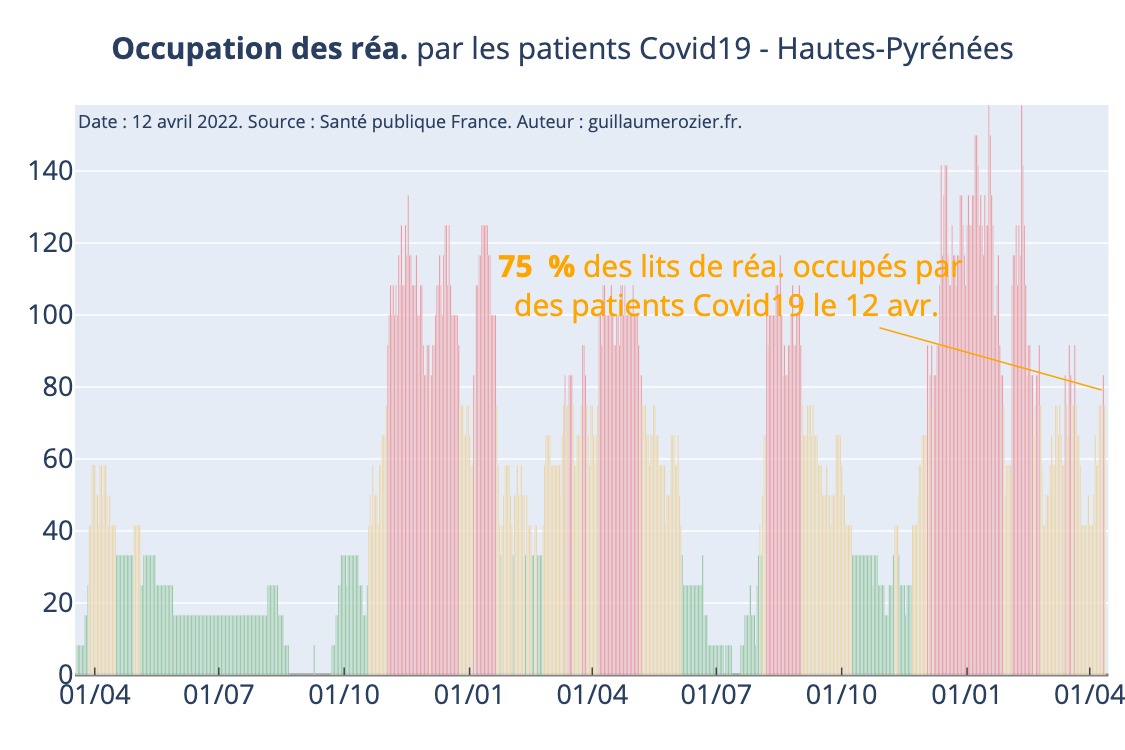 Occupation des réa. par les patients Covid19 - Hautes-Pyrénées
Date : 12 avril 2022. Source : Santé publique France. Auteur : guillaumerozier.fr.
140
120
75 % des lits de réa. occupés par
des patients Covid19 le 12 avr.
100
80
60
40
20
0
01/04 01/07 01/10 01/01 01/04 01/07 01/10 01/01 01/04